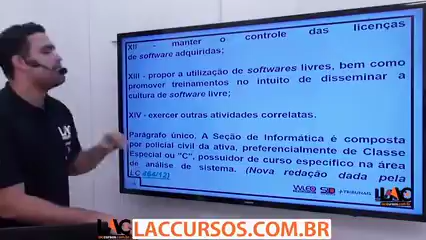 XII - manter o controle das licenças
de software adquiridas;
XIII - propor a utilização de softwares livres, bem como
promover treinamentos no intuito de disseminar a
cultura de software livre;
XIV - exercer outras atividades correlatas.
Parágrafo único. A Seção de Informática é composta
por policial civil da ativa, preferencialmente de Classe
Especial ou "C", possuidor de curso específico na área
de análise de sistema. (Nova redação dada pela
LC 464/12)
LAC
LACCURSOS.COM.BR